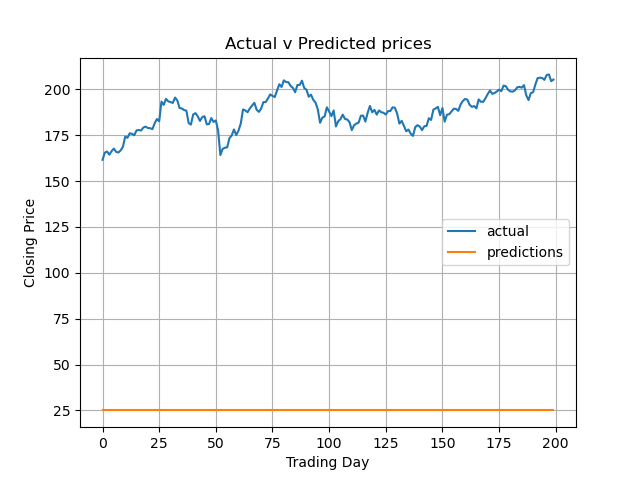 Actual v Predicted prices
Closing Price
200
175
150
125
100
75
50
25
actual
predictions
0 25 50 75 100 125 150 175 200
Trading Day